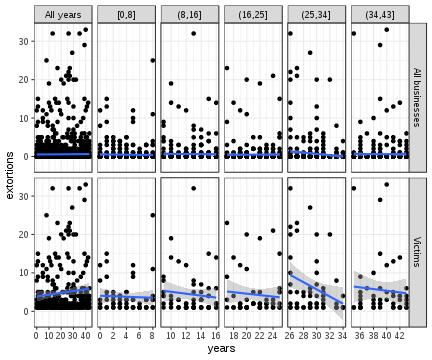 All years [0,8] (8,16] (16,25] (25,34] (34,43]
30
20
10
0
All businesses
extortions
30
20
10
0
Victims
0 10 20 30 40 0 2 4 6 8 10 12 14 16 18 20 22 24 26 28 30 32 34 36 38 40 42
years